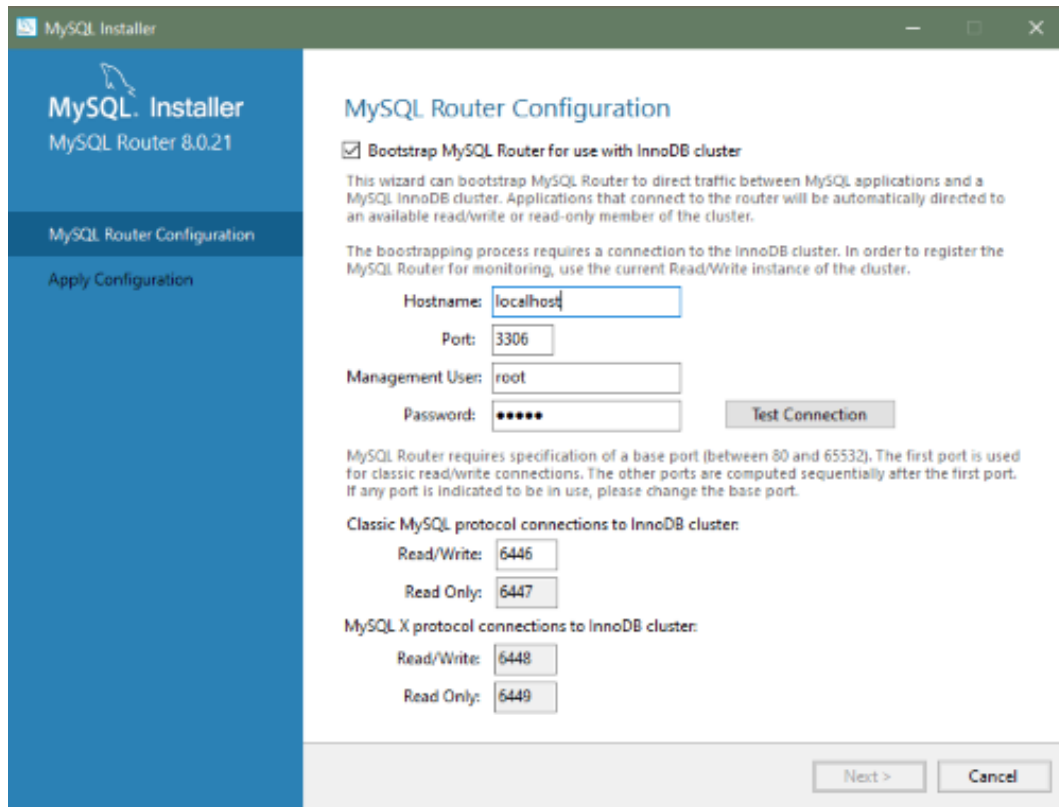 MySQL Installer
MySQL. Installer
MySQL Router 8.0.21
MySQL Router Configuration
Apply Configuration
MySQL Router Configuration
Bootstrap MySQL Router for use with InnoDB cluster
This wizard can bootstrap MySQL Router to direct traffic between MySQL applications and a
MySQL InnoDB cluster. Applications that connect to the router will be automatically directed to
an available read/write or read-only member of the cluster.
The boostrapping process requires a connection to the InnoDB cluster. In order to register the
MySQL Router for monitoring, use the current Read/Write instance of the cluster.
Hostname: localhost
Port: 3306
Management User: root
Password: •••••
Test Connection
MySQL Router requires specification of a base port (between 80 and 65532). The first port is used
for classic read/write connections. The other ports are computed sequentially after the first port.
If any port is indicated to be in use, please change the base port.
Classic MySQL protocol connections to InnoDB cluster:
Read/Write: 6446
Read Only: 6447
MySQL X protocol connections to InnoDB cluster:
Read/Write: 6448
Read Only: 6449
Next >
Cancel